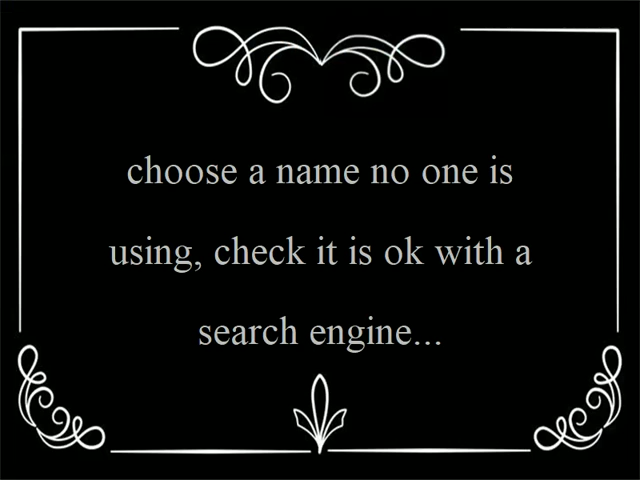 choose a name no one is
using, check it is ok with a
search engine...